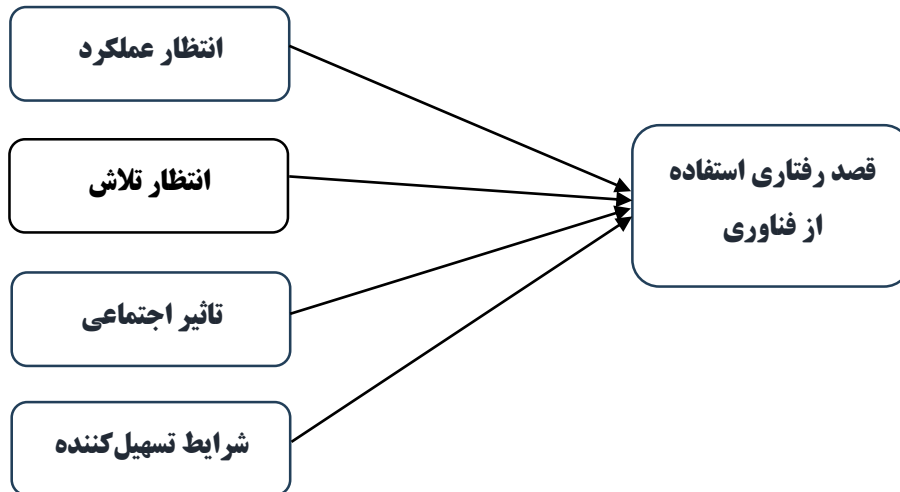 انتظار عملکرد
انتظار تلاش
تاثیر اجتماعی
شرایط تسهیل‌کننده
قصد رفتاری استفاده
از فناوری